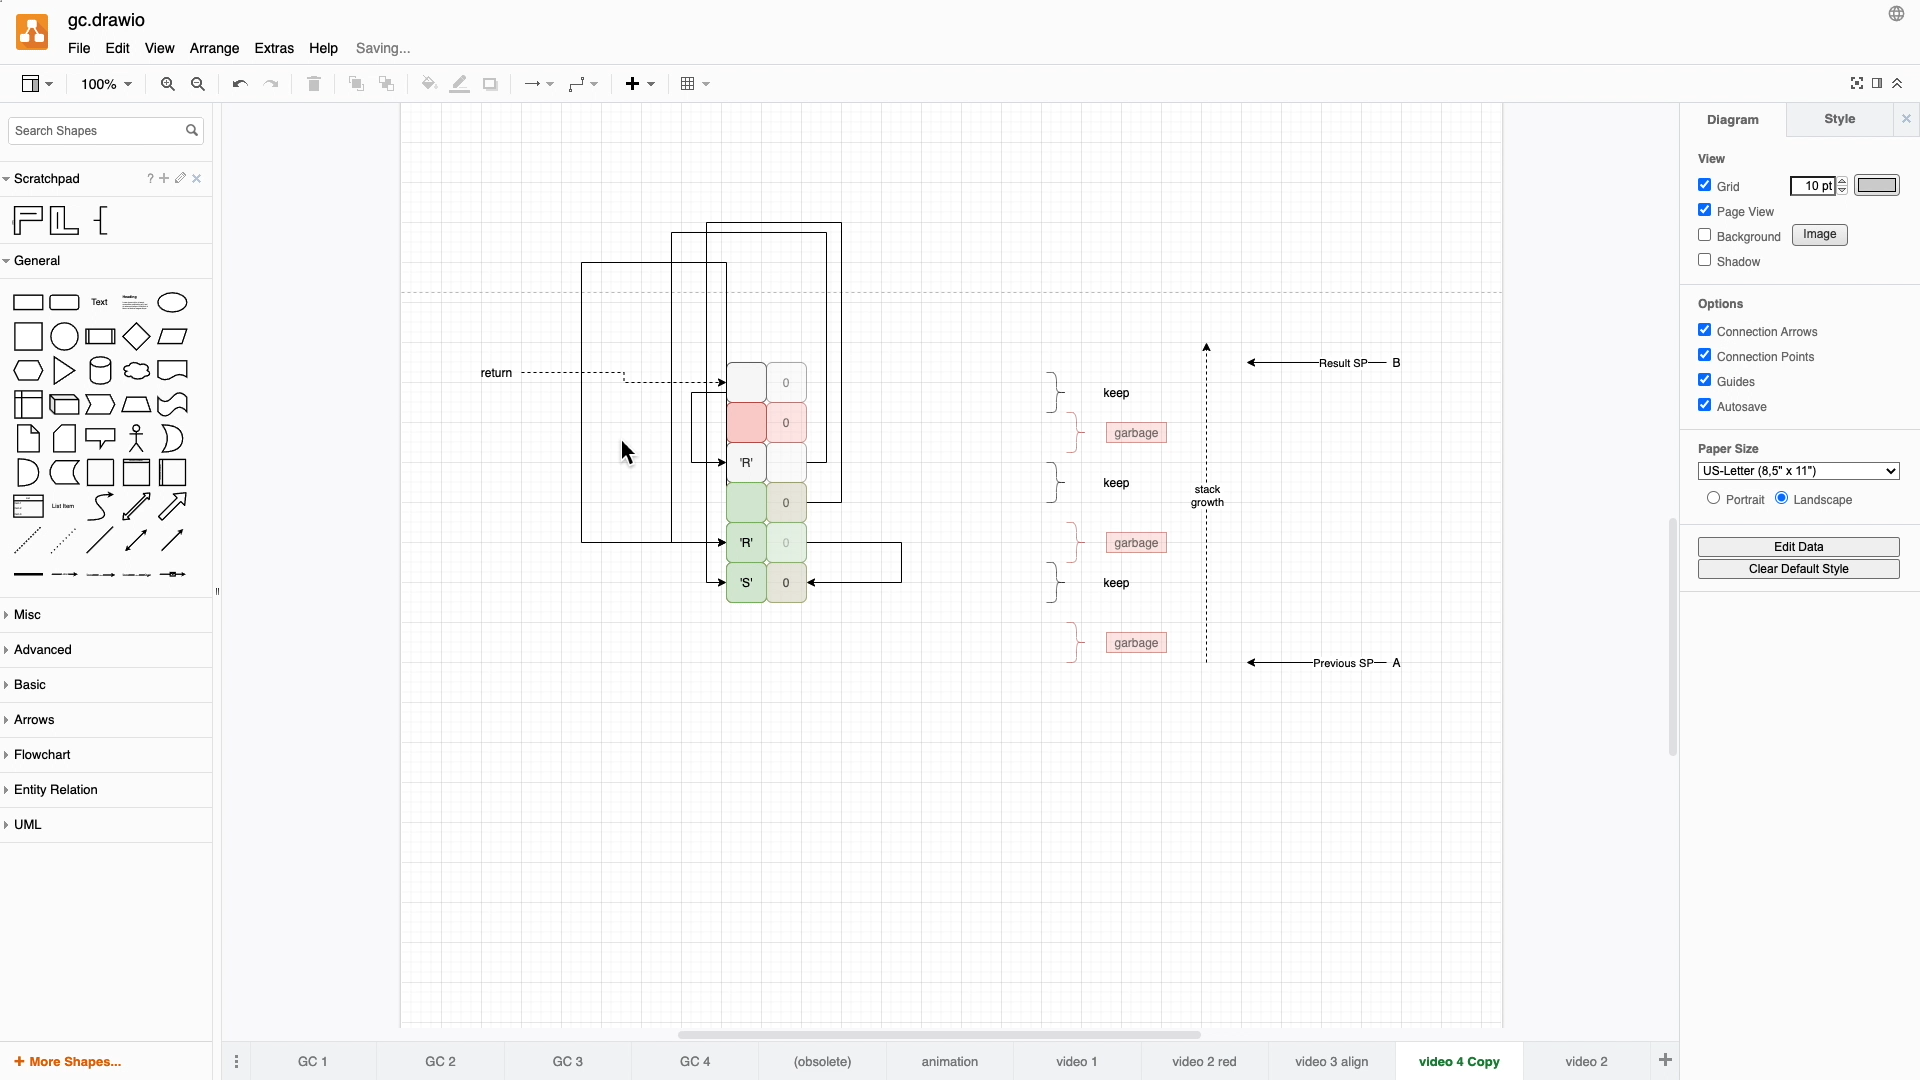 gc.drawio
File Edit View Arrange Extras Help Saving...
100%
Search Shapes
Scratchpad ?
General
Text Heading
List Item
Misc
Advanced
Basic
Arrows
Flowchart
Entity Relation
UML
+ More Shapes...
return
0
0
'R'
0
'R' 0
'S' 0
keep
garbage
keep
garbage
keep
garbage
stack
growth
Result SP B
Previous SP A
Diagram Style
View
Grid 10 pt
Page View
Background Image
Shadow
Options
Connection Arrows
Connection Points
Guides
Autosave
Paper Size
US-Letter (8,5" x 11")
Portrait Landscape
Edit Data
Clear Default Style
GC 1 GC 2 GC 3 GC 4 (obsolete) animation video 1 video 2 red video 3 align video 4 Copy video 2